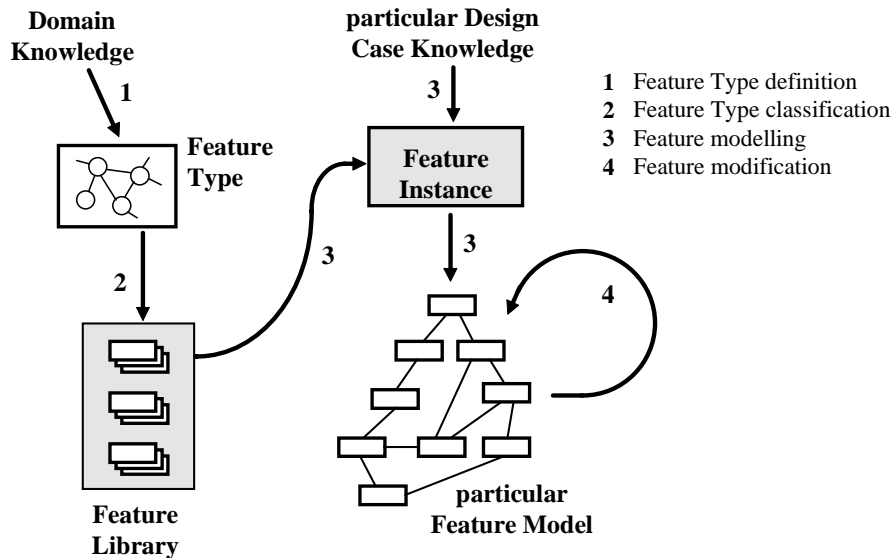 Domain
Knowledge
particular Design
Case Knowledge
1
3
1 Feature Type definition
2 Feature Type classification
3 Feature modelling
4 Feature modification
Feature
Type
Feature
Instance
3
3
2
4
Feature
Library
particular
Feature Model